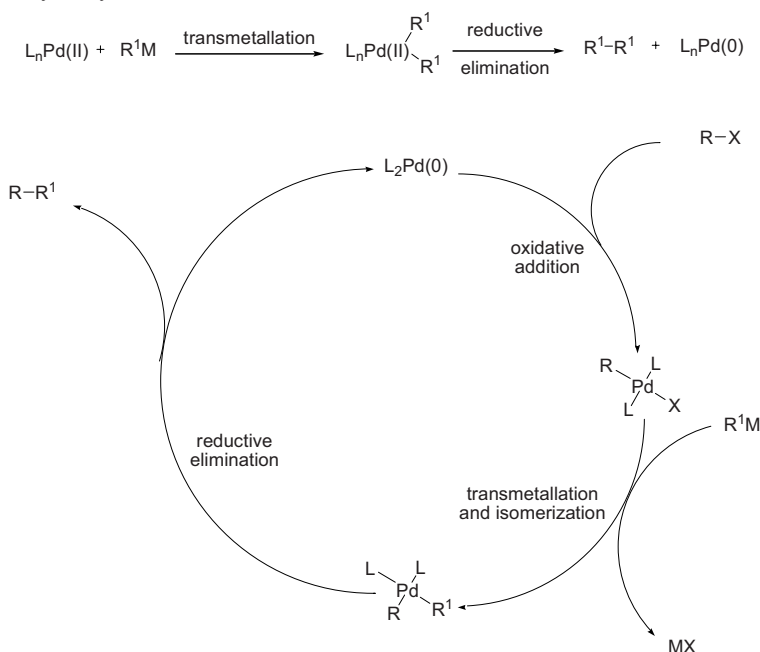 LₙPd(II) + R¹M transmetallation LₙPd(II) R¹ R¹ reductive elimination R¹–R¹ + LₙPd(0)
R–X
L₂Pd(0)
R–R¹
oxidative
addition
R L
Pd
L X
R¹M
reductive
elimination
transmetallation
and isomerization
L L
Pd
R R¹
MX